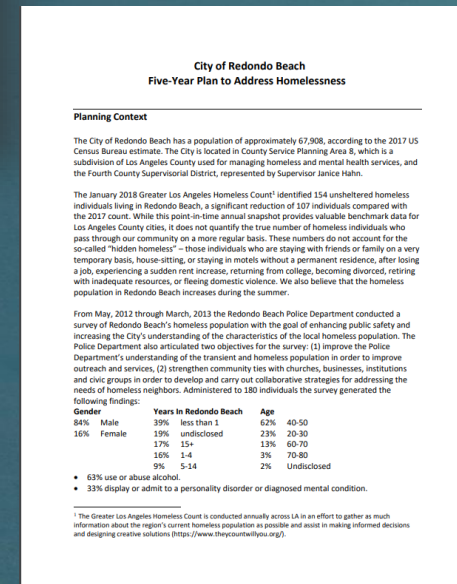 City of Redondo Beach
Five-Year Plan to Address Homelessness
Planning Context
The City of Redondo Beach has a population of approximately 67,908, according to the 2017 US
Census Bureau estimate. The City is located in County Service Planning Area 8, which is a
subdivision of Los Angeles County used for managing homeless and mental health services, and
the Fourth County Supervisorial District, represented by Supervisor Janice Hahn.
The January 2018 Greater Los Angeles Homeless Count¹ identified 154 unsheltered homeless
individuals living in Redondo Beach, a significant reduction of 107 individuals compared with
the 2017 count. While this point-in-time annual snapshot provides valuable benchmark data for
Los Angeles County cities, it does not quantify the true number of homeless individuals who
pass through our community on a more regular basis. These numbers do not account for the
so-called “hidden homeless” – those individuals who are staying with friends or family on a very
temporary basis, house-sitting, or staying in motels without a permanent residence, after losing
a job, experiencing a sudden rent increase, returning from college, becoming divorced, retiring
with inadequate resources, or fleeing domestic violence. We also believe that the homeless
population in Redondo Beach increases during the summer.
From May, 2012 through March, 2013 the Redondo Beach Police Department conducted a
survey of Redondo Beach’s homeless population with the goal of enhancing public safety and
increasing the City’s understanding of the characteristics of the local homeless population. The
Police Department also articulated two objectives for the survey: (1) improve the Police
Department’s understanding of the transient and homeless population in order to improve
outreach and services, (2) strengthen community ties with churches, businesses, institutions
and civic groups in order to develop and carry out collaborative strategies for addressing the
needs of homeless neighbors. Administered to 180 individuals the survey generated the
following findings:
Gender Years In Redondo Beach Age
84% Male 39% less than 1 62% 40-50
16% Female 19% undisclosed 23% 20-30
17% 15+ 13% 60-70
16% 1-4 3% 70-80
9% 5-14 2% Undisclosed
• 63% use or abuse alcohol.
• 33% display or admit to a personality disorder or diagnosed mental condition.
¹ The Greater Los Angeles Homeless Count is conducted annually across LA in an effort to gather as much
information about the region’s current homeless population as possible and assist in making informed decisions
and designing creative solutions (https://www.theycountwillyou.org/).